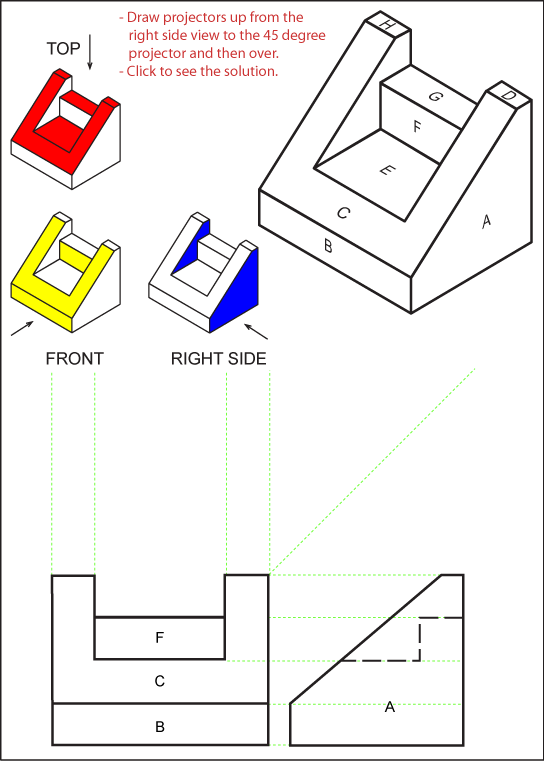 - Draw projectors up from the
right side view to the 45 degree
projector and then over.
- Click to see the solution.
TOP
H
D
G
F
E
C
A
B
FRONT
RIGHT SIDE
F
C
A
B